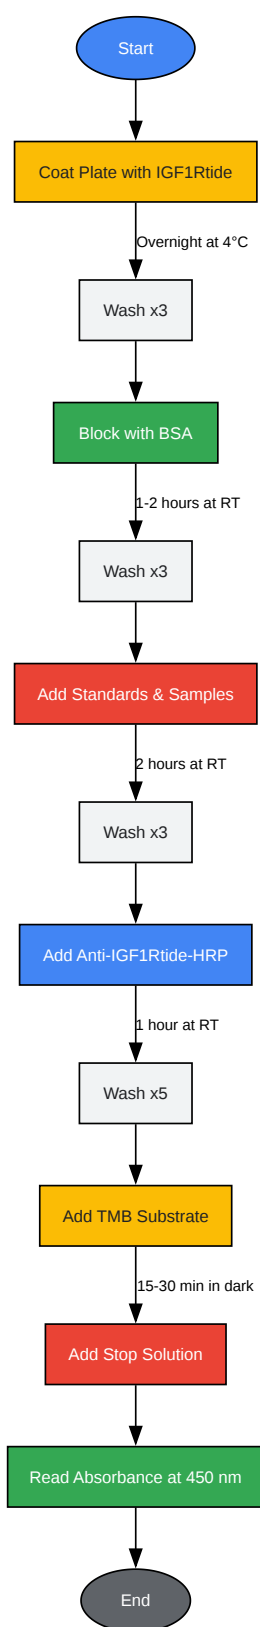 Start
Coat Plate with IGF1Rtide
Overnight at 4°C
Wash x3
Block with BSA
1-2 hours at RT
Wash x3
Add Standards & Samples
2 hours at RT
Wash x3
Add Anti-IGF1Rtide-HRP
1 hour at RT
Wash x5
Add TMB Substrate
15-30 min in dark
Add Stop Solution
Read Absorbance at 450 nm
End